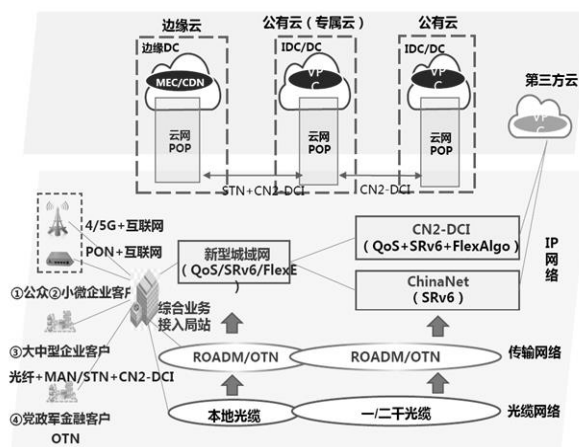 边缘云
公有云（专属云）
公有云
边缘DC
IDC/DC
IDC/DC
MEC/CDN
VP
C
VP
C
第三方云
VP
C
云网
POP
云网
POP
云网
POP
STN+CN2-DCI
CN2-DCI
4/5G+互联网
PON+互联网
①公众②小微企业客户
③大中型企业客户
光纤+MAN/STN+CN2-DCI
④党政军金融客户
OTN
综合业务
接入局站
新型城域网
（QoS/SRv6/FlexE
）
CN2-DCI
（QoS+SRv6+FlexAlgo）
ChinaNet
（SRv6）
IP
网
络
ROADM/OTN
ROADM/OTN
传输网络
本地光缆
一/二干光缆
光缆网络